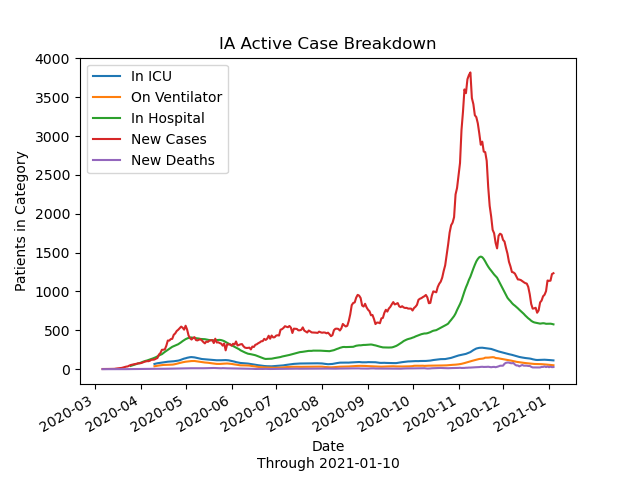 IA Active Case Breakdown
Patients in Category
4000
3500
3000
2500
2000
1500
1000
500
0
In ICU
On Ventilator
In Hospital
New Cases
New Deaths
2020-03
2020-04
2020-05
2020-06
2020-07
2020-08
2020-09
2020-10
2020-11
2020-12
2021-01
Date
Through 2021-01-10